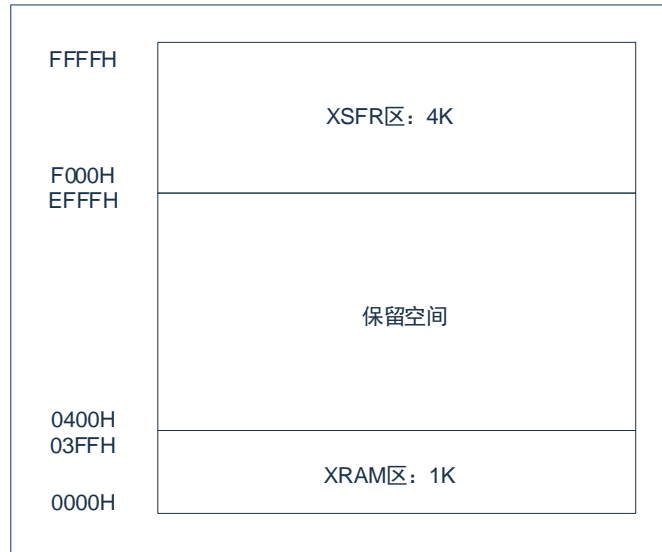 FFFFH
XSFR区：4K
F000H
EFFFH
保留空间
0400H
03FFH
XRAM区：1K
0000H